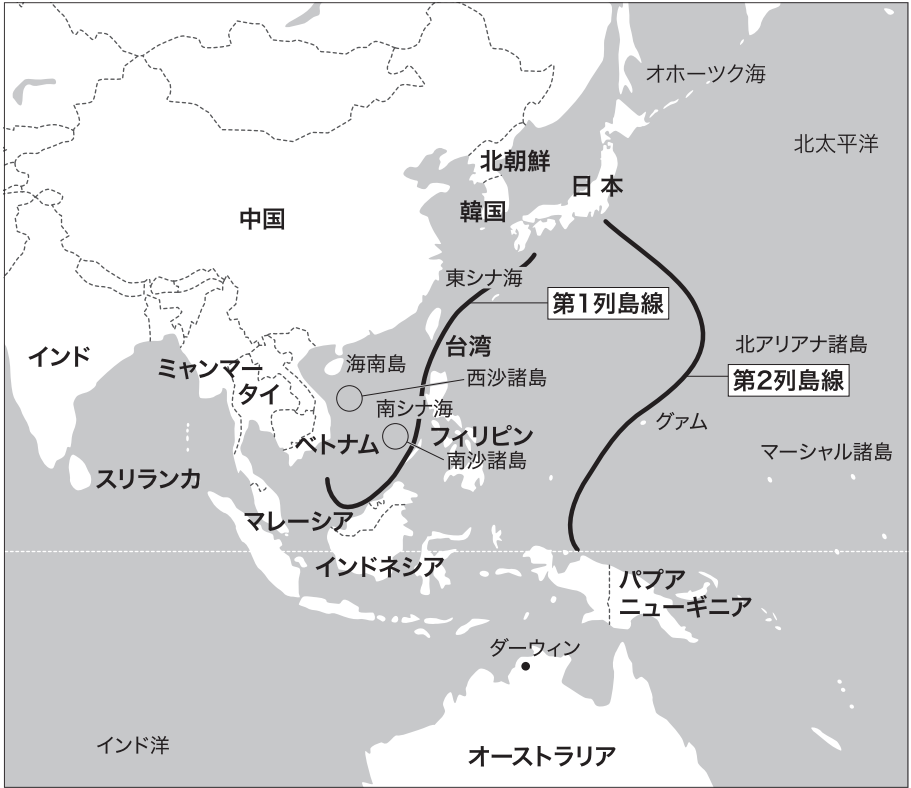 オホーツク海
北太平洋
北朝鮮
日本
韓国
中国
東シナ海
第1列島線
台湾
北アリアナ諸島
インド
ミャンマー
海南島
西沙諸島
第2列島線
タイ
南シナ海
グァム
ベトナム
フィリピン
南沙諸島
マーシャル諸島
スリランカ
マレーシア
インドネシア
パプア
ニューギニア
ダーウィン
インド洋
オーストラリア